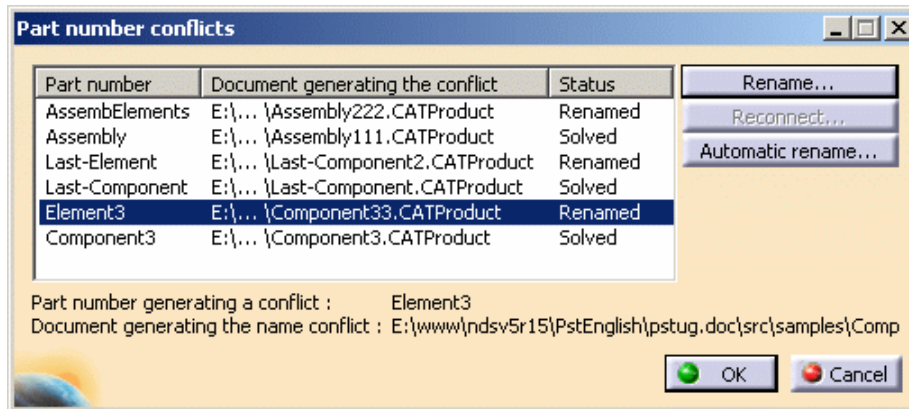 Part number conflicts
Part number Document generating the conflict Status
AssembElements E:\... \Assembly222.CATProduct Renamed
Assembly E:\... \Assembly111.CATProduct Solved
Last-Element E:\... \Last-Component2.CATProduct Renamed
Last-Component E:\... \Last-Component.CATProduct Solved
Element3 E:\... \Component33.CATProduct Renamed
Component3 E:\... \Component3.CATProduct Solved
Rename...
Reconnect...
Automatic rename...
Part number generating a conflict : Element3
Document generating the name conflict : E:\www\ndsv5r15\PstEnglish\pstug.doc\src\samples\Comp
OK Cancel